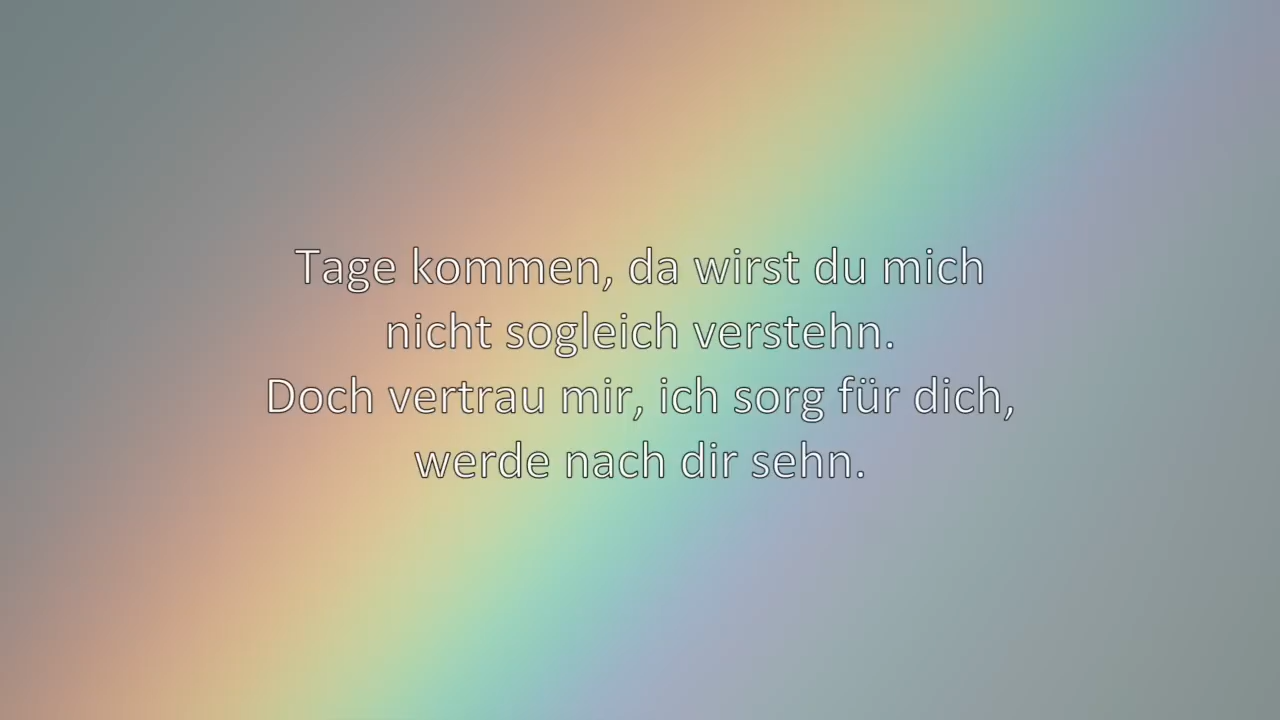 Tage kommen, da wirst du mich
nicht sogleich verstehn.
Doch vertrau mir, ich sorg für dich,
werde nach dir sehn.